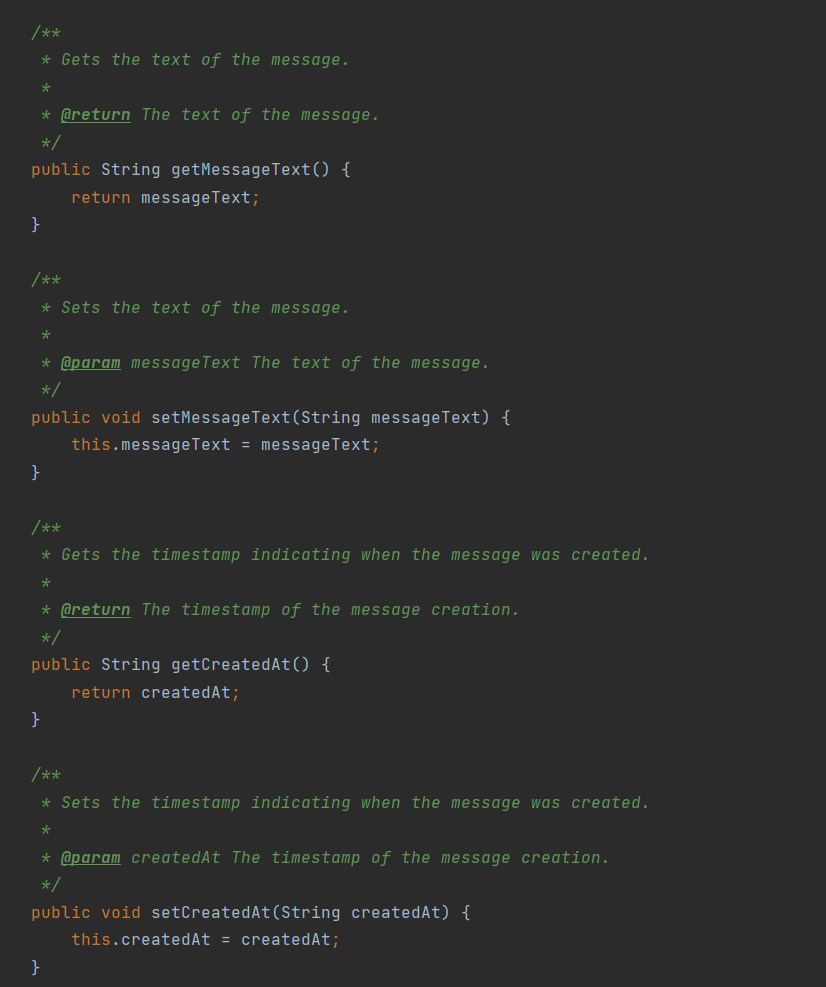 /**
 * Gets the text of the message.
 *
 * @return The text of the message.
 */
public String getMessageText() {
    return messageText;
}

/**
 * Sets the text of the message.
 *
 * @param messageText The text of the message.
 */
public void setMessageText(String messageText) {
    this.messageText = messageText;
}

/**
 * Gets the timestamp indicating when the message was created.
 *
 * @return The timestamp of the message creation.
 */
public String getCreatedAt() {
    return createdAt;
}

/**
 * Sets the timestamp indicating when the message was created.
 *
 * @param createdAt The timestamp of the message creation.
 */
public void setCreatedAt(String createdAt) {
    this.createdAt = createdAt;
}